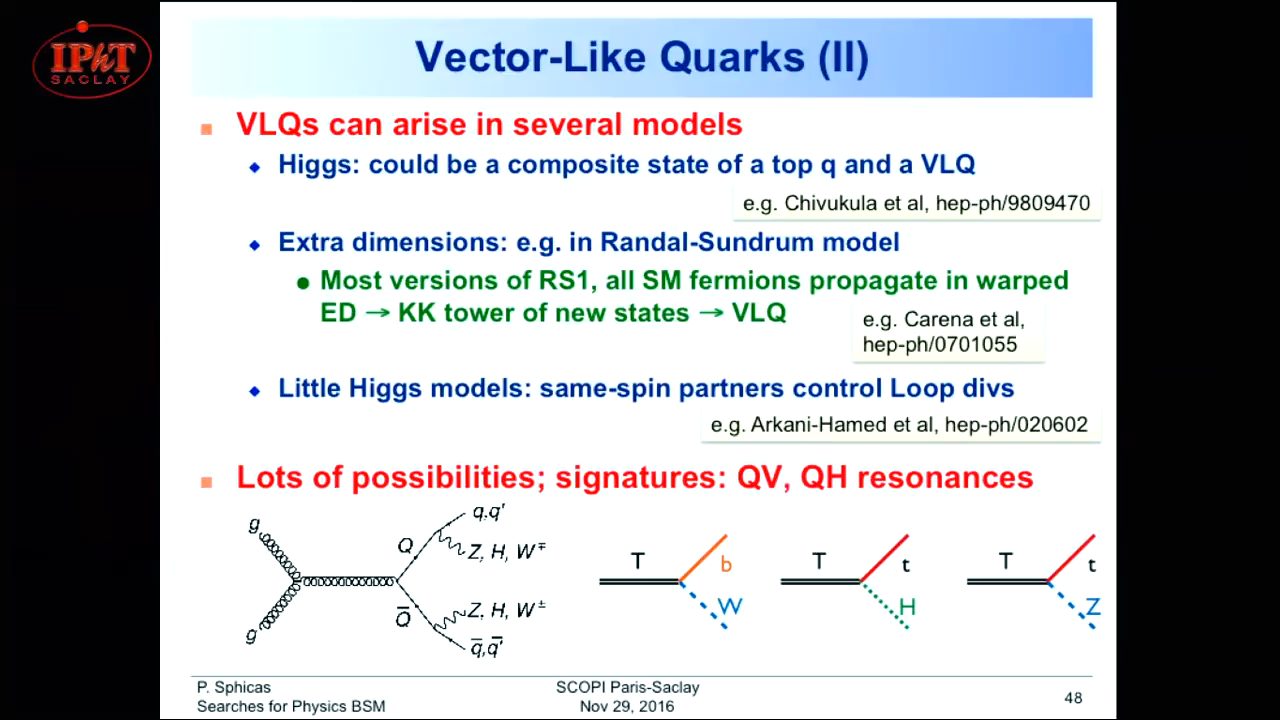 IPhT
SACLAY
Vector-Like Quarks (II)
VLQs can arise in several models
Higgs: could be a composite state of a top q and a VLQ
e.g. Chivukula et al, hep-ph/9809470
Extra dimensions: e.g. in Randal-Sundrum model
Most versions of RS1, all SM fermions propagate in warped
ED → KK tower of new states → VLQ
e.g. Carena et al,
hep-ph/0701055
Little Higgs models: same-spin partners control Loop divs
e.g. Arkani-Hamed et al, hep-ph/020602
Lots of possibilities; signatures: QV, QH resonances
g
g
Q
Q̅
q,q'
Z, H, W∓
Z, H, W±
q̅,q̅'
T
b
W
T
t
H
T
t
Z
P. Sphicas
Searches for Physics BSM
SCOPI Paris-Saclay
Nov 29, 2016
48